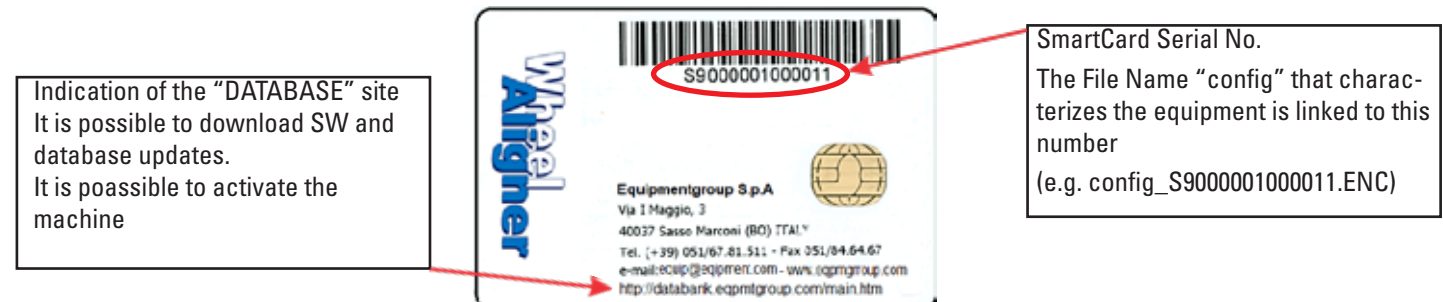 Indication of the “DATABASE” site
It is possible to download SW and
database updates.
It is poassible to activate the
machine
Wheel
Aligner
S9000001000011
Equipmentgroup S.p.A
Via I Maggio, 3
40037 Sasso Marconi (BO) ITALY
Tel. (+39) 051/67.81.511 - Fax 051/84.64.67
e-mail:
http://databank.eqpmtgroup.com/main.htm
SmartCard Serial No.
The File Name “config” that charac-
terizes the equipment is linked to this
number
(e.g. config_S9000001000011.ENC)